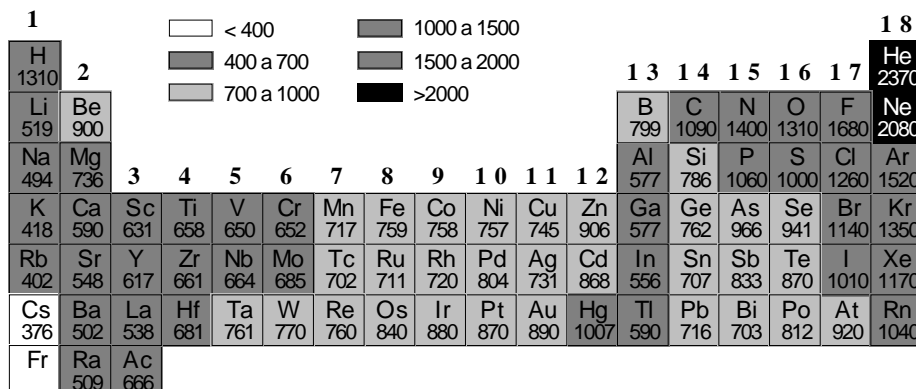 1 < 400 1000 a 1500 18
H 2 400 a 700 1500 a 2000 13 14 15 16 17 He
1310 700 a 1000 >2000 2370
Li Be B C N O F Ne
519 900 799 1090 1400 1310 1680 2080
Na Mg Al Si P S Cl Ar
494 736 3 4 5 6 7 8 9 10 11 12 577 786 1060 1000 1260 1520
K Ca Sc Ti V Cr Mn Fe Co Ni Cu Zn Ga Ge As Se Br Kr
418 590 631 658 650 652 717 759 758 757 745 906 577 762 966 941 1140 1350
Rb Sr Y Zr Nb Mo Tc Ru Rh Pd Ag Cd In Sn Sb Te I Xe
402 548 617 661 664 685 702 711 720 804 731 868 556 707 833 870 1010 1170
Cs Ba La Hf Ta W Re Os Ir Pt Au Hg Tl Pb Bi Po At Rn
376 502 538 681 761 770 760 840 880 870 890 1007 590 716 703 812 920 1040
Fr Ra Ac
509 666